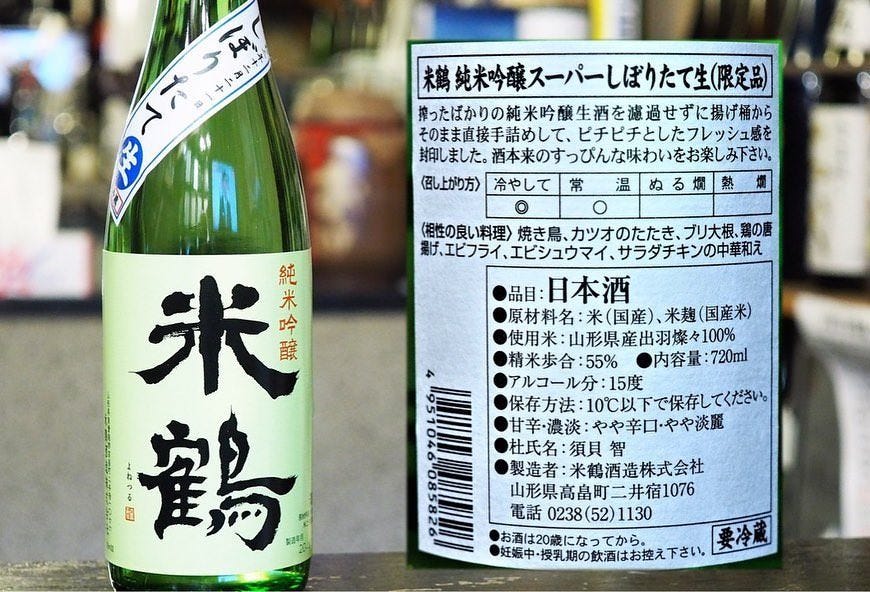 しぼりたて
生
純米吟醸
米鶴
よねつる
米鶴 純米吟醸スーパーしぼりたて生(限定品)
搾ったばかりの純米吟醸生酒を濾過せずに揚げ桶から
そのまま直接手詰めして、ピチピチとしたフレッシュ感を
封印しました。酒本来のすっぴんな味わいをお楽しみ下さい。
〈召し上がり方〉 冷やして 常温 ぬる燗 熱燗
◎ ○
〈相性の良い料理〉焼き鳥、カツオのたたき、ブリ大根、鶏の唐
揚げ、エビフライ、エビシュウマイ、サラダチキンの中華和え
●品目:日本酒
●原材料名:米(国産)、米麹(国産米)
●使用米:山形県産出羽燦々100%
●精米歩合:55% ●内容量:720ml
●アルコール分:15度
●保存方法:10℃以下で保存してください。
●甘辛・濃淡:やや辛口・やや淡麗
●杜氏名:須貝 智
●製造者:米鶴酒造株式会社
山形県高畠町二井宿1076
電話 0238(52)1130
4951046085826
●お酒は20歳になってから。
●妊娠中・授乳期の飲酒はお控え下さい。
要冷蔵